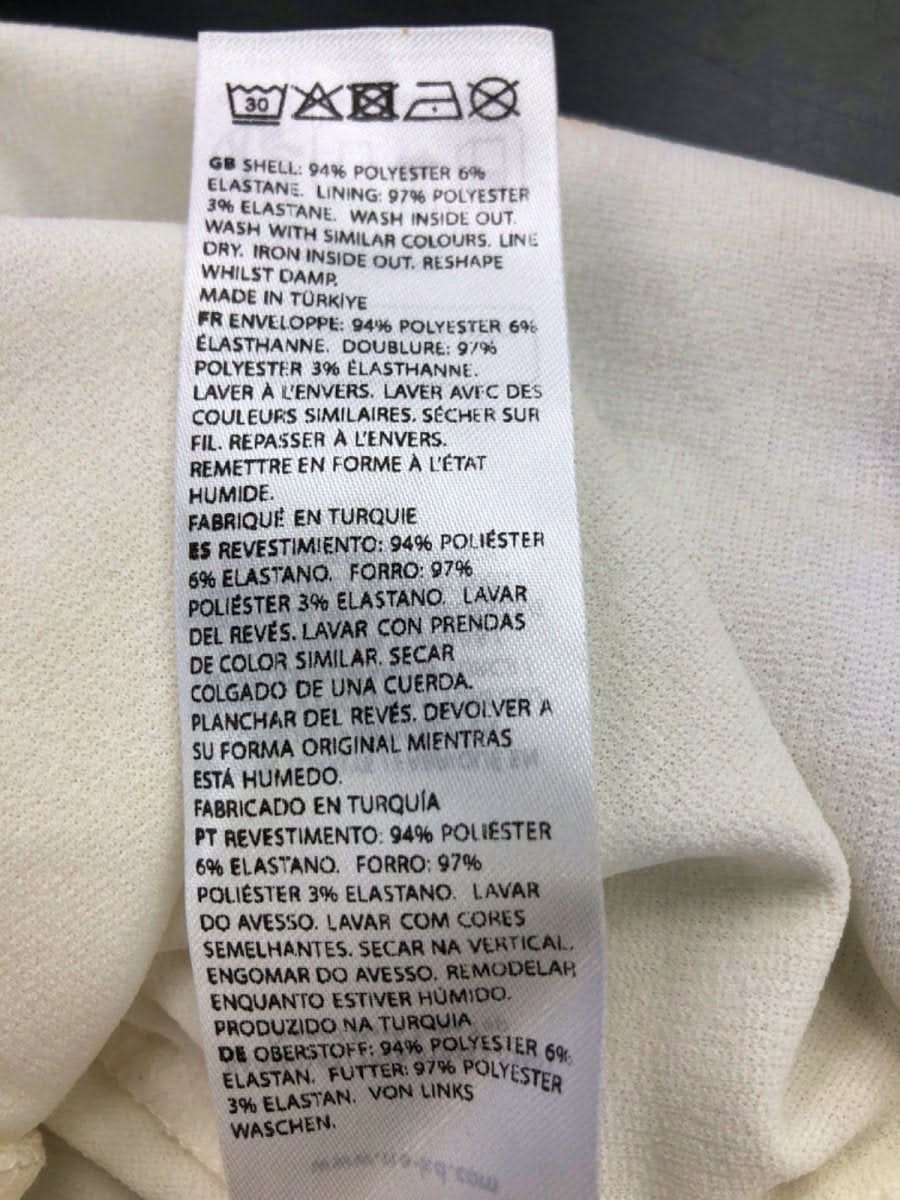 30
GB SHELL: 94% POLYESTER 6%
ELASTANE. LINING: 97% POLYESTER
3% ELASTANE. WASH INSIDE OUT.
WASH WITH SIMILAR COLOURS. LINE
DRY. IRON INSIDE OUT. RESHAPE
WHILST DAMP.
MADE IN TÜRKİYE
FR ENVELOPPE: 94% POLYESTER 6%
ÉLASTHANNE. DOUBLURE: 97%
POLYESTER 3% ÉLASTHANNE.
LAVER À L'ENVERS. LAVER AVEC DES
COULEURS SIMILAIRES. SÉCHER SUR
FIL. REPASSER À L'ENVERS.
REMETTRE EN FORME À L'ÉTAT
HUMIDE.
FABRIQUÉ EN TURQUIE
ES REVESTIMIENTO: 94% POLIÉSTER
6% ELASTANO. FORRO: 97%
POLIÉSTER 3% ELASTANO. LAVAR
DEL REVÉS. LAVAR CON PRENDAS
DE COLOR SIMILAR. SECAR
COLGADO DE UNA CUERDA.
PLANCHAR DEL REVÉS. DEVOLVER A
SU FORMA ORIGINAL MIENTRAS
ESTÁ HUMEDO.
FABRICADO EN TURQUÍA
PT REVESTIMENTO: 94% POLIÉSTER
6% ELASTANO. FORRO: 97%
POLIÉSTER 3% ELASTANO. LAVAR
DO AVESSO. LAVAR COM CORES
SEMELHANTES. SECAR NA VERTICAL.
ENGOMAR DO AVESSO. REMODELAR
ENQUANTO ESTIVER HÚMIDO.
PRODUZIDO NA TURQUIA
DE OBERSTOFF: 94% POLYESTER 6%
ELASTAN. FUTTER: 97% POLYESTER
3% ELASTAN. VON LINKS
WASCHEN.